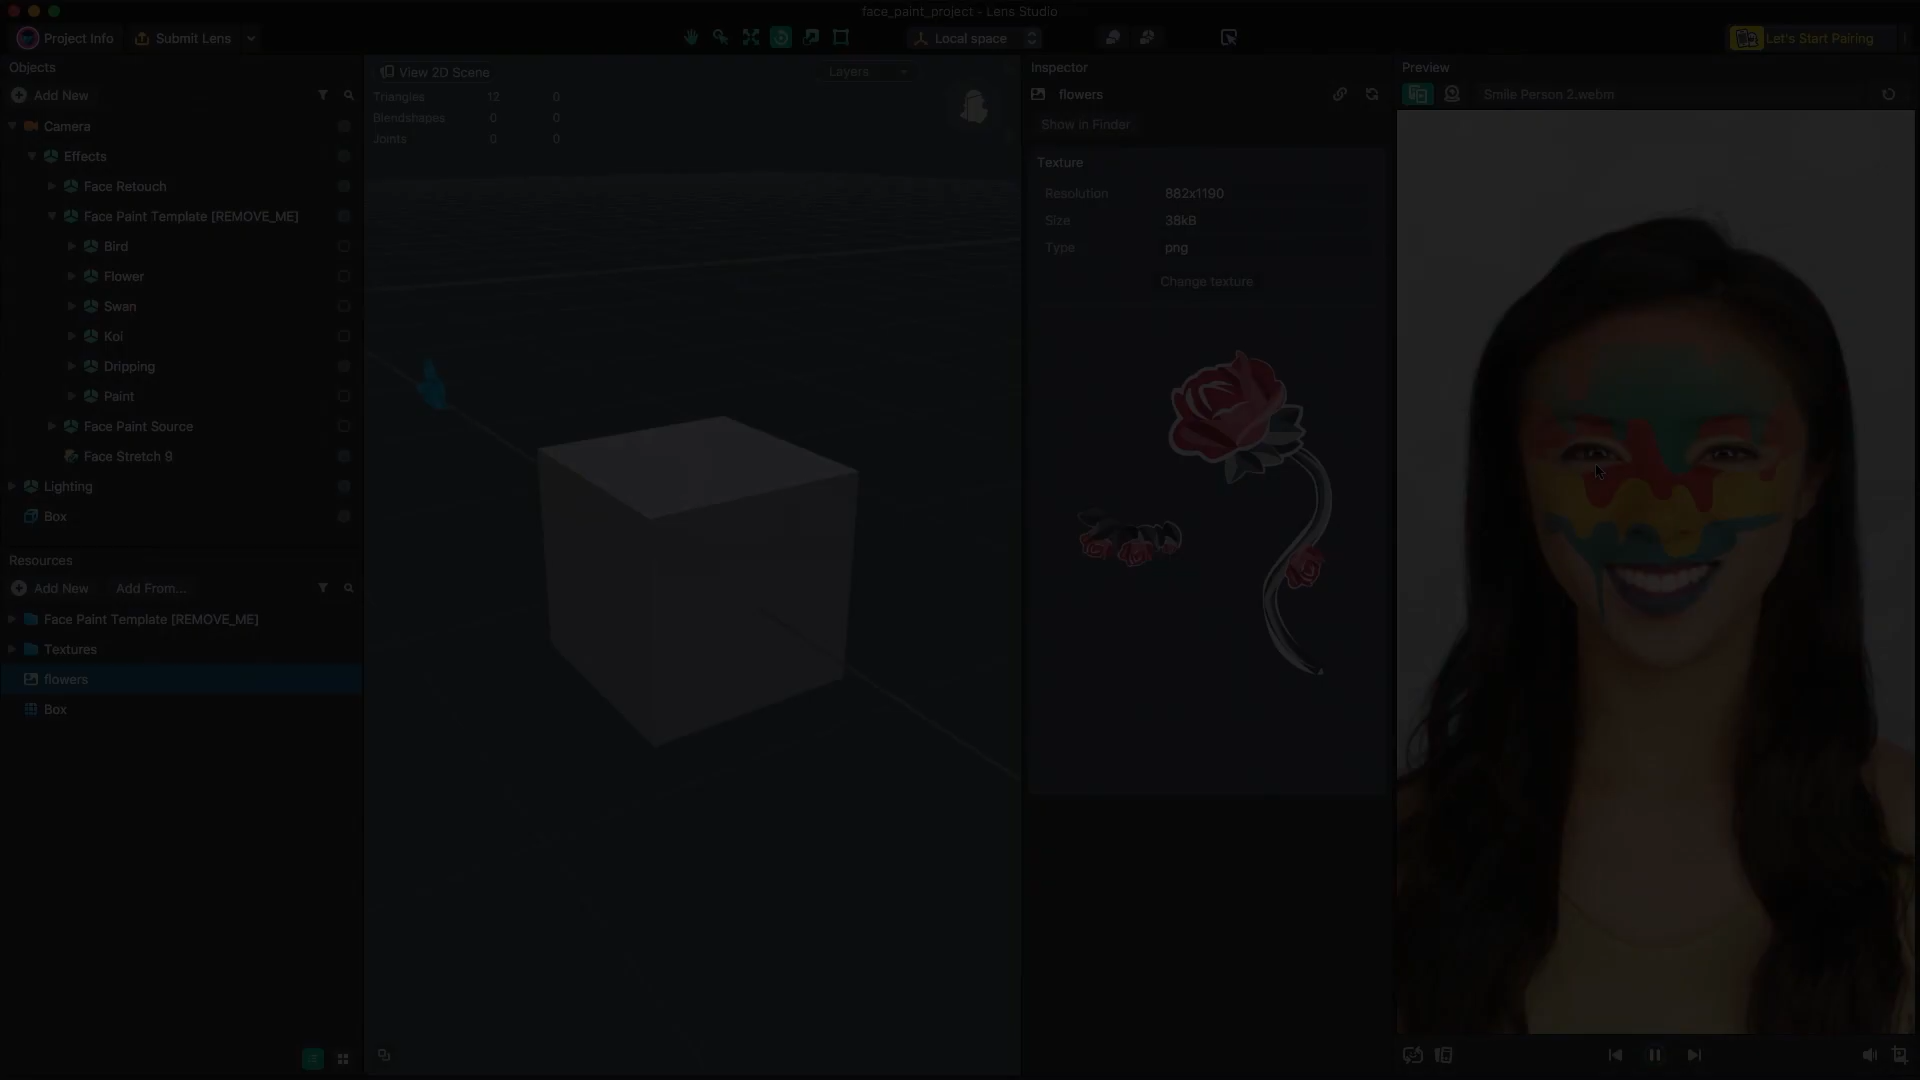 face_paint_project - Lens Studio
Project Info
Submit Lens
Local space
Let's Start Pairing
Objects
Add New
Camera
Effects
Face Retouch
Face Paint Template [REMOVE_ME]
Bird
Flower
Swan
Koi
Dripping
Paint
Face Paint Source
Face Stretch 9
Lighting
Box
Resources
Add New
Add From...
Face Paint Template [REMOVE_ME]
Textures
flowers
Box
View 2D Scene
Layers
Triangles 12 0
Blendshapes 0 0
Joints 0 0
Inspector
flowers
Show in Finder
Texture
Resolution 882x1190
Size 38kB
Type png
Change texture
Preview
Smile Person 2.webm